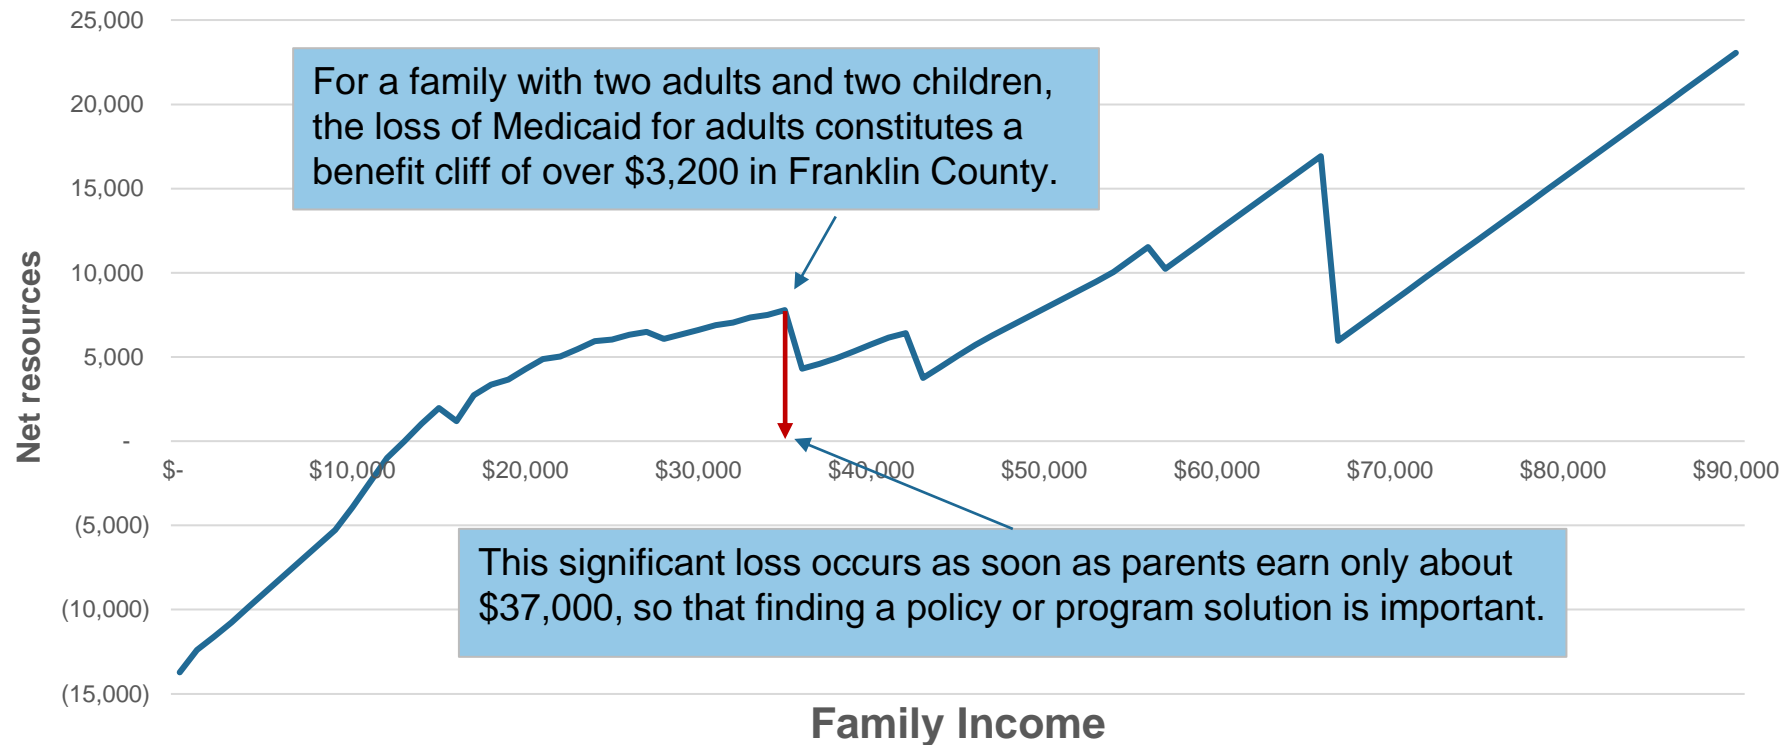 25,000
20,000
15,000
10,000
5,000
-
(5,000)
(10,000)
(15,000)
Net resources
For a family with two adults and two children,
the loss of Medicaid for adults constitutes a
benefit cliff of over $3,200 in Franklin County.
$- $10,000 $20,000 $30,000 $40,000 $50,000 $60,000 $70,000 $80,000 $90,000
This significant loss occurs as soon as parents earn only about
$37,000, so that finding a policy or program solution is important.
Family Income